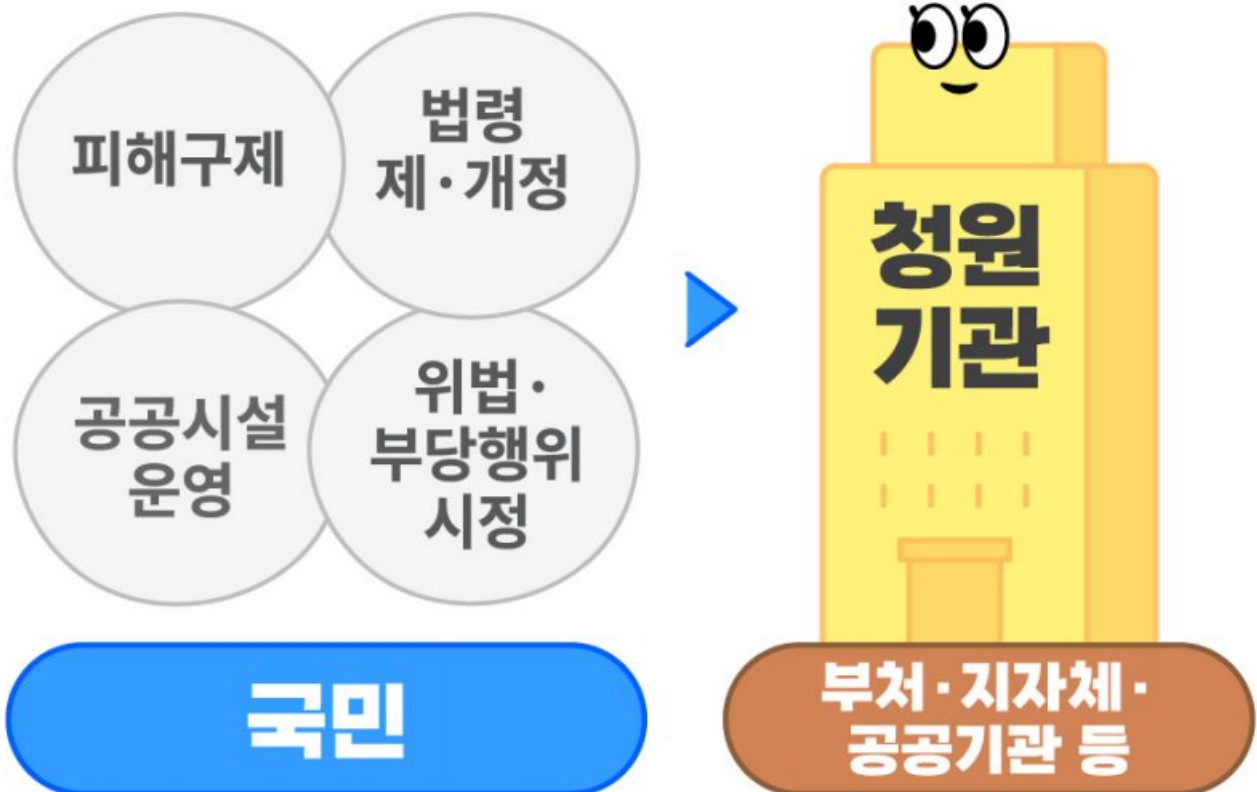 피해구제
법령
제·개정
공공시설
운영
위법·
부당행위
시정
국민
청원
기관
부처·지자체·
공공기관 등